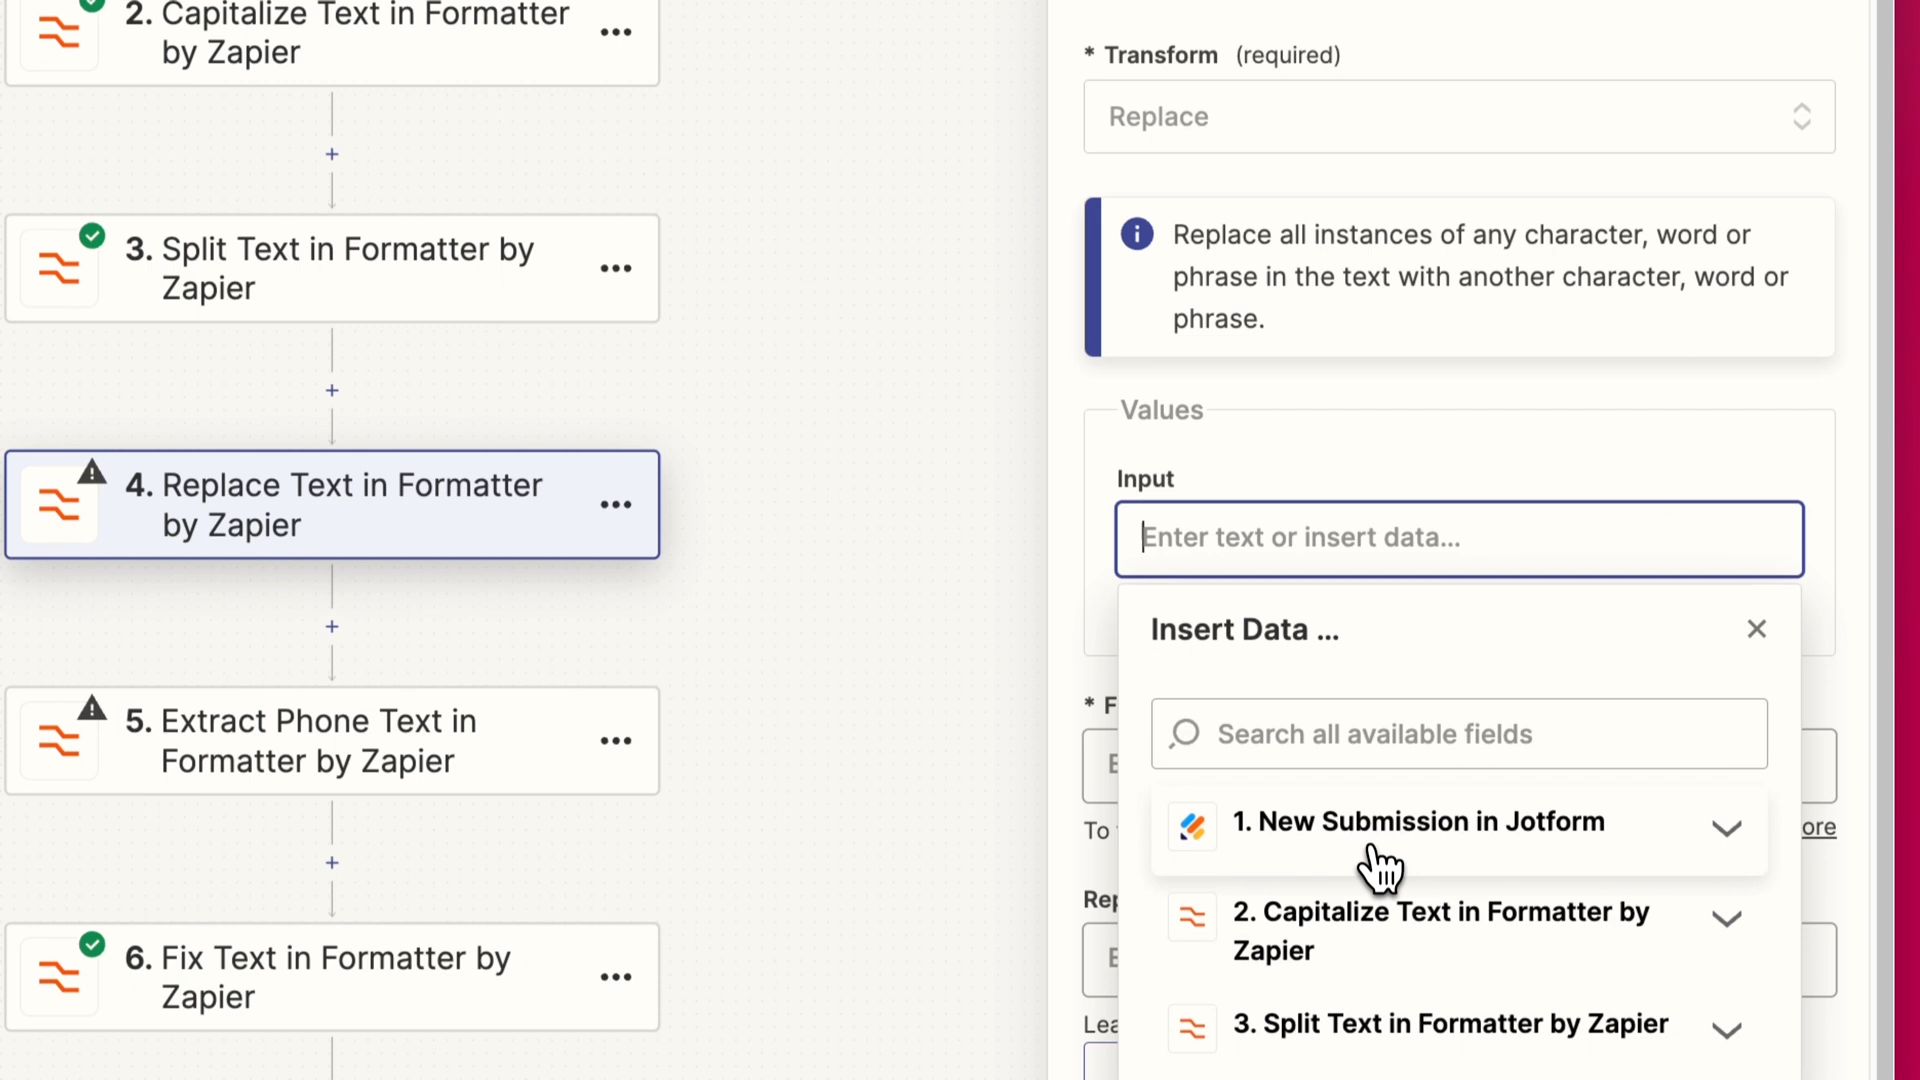 2. Capitalize Text in Formatter
by Zapier
+
3. Split Text in Formatter by
Zapier
+
4. Replace Text in Formatter
by Zapier
+
5. Extract Phone Text in
Formatter by Zapier
+
6. Fix Text in Formatter by
Zapier
* Transform (required)
Replace
Replace all instances of any character, word or
phrase in the text with another character, word or
phrase.
Values
Input
Enter text or insert data...
Insert Data ...
* F
Search all available fields
1. New Submission in Jotform
To
ore
Rep
2. Capitalize Text in Formatter by
Zapier
Lea
3. Split Text in Formatter by Zapier